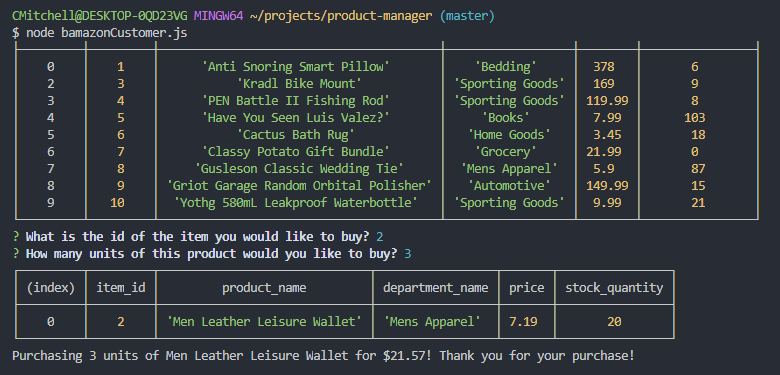 CMitchell@DESKTOP-0QD23VG MINGW64 ~/projects/product-manager (master)
$ node bamazonCustomer.js
0 1 'Anti Snoring Smart Pillow' 'Bedding' 378 6
2 3 'Kradl Bike Mount' 'Sporting Goods' 169 9
3 4 'PEN Battle II Fishing Rod' 'Sporting Goods' 119.99 8
4 5 'Have You Seen Luis Valez?' 'Books' 7.99 103
5 6 'Cactus Bath Rug' 'Home Goods' 3.45 18
6 7 'Classy Potato Gift Bundle' 'Grocery' 21.99 0
7 8 'Gusleson Classic Wedding Tie' 'Mens Apparel' 5.9 87
8 9 'Griot Garage Random Orbital Polisher' 'Automotive' 149.99 15
9 10 'Yothg 580mL Leakproof Waterbottle' 'Sporting Goods' 9.99 21
? What is the id of the item you would like to buy? 2
? How many units of this product would you like to buy? 3
(index) item_id product_name department_name price stock_quantity
0 2 'Men Leather Leisure Wallet' 'Mens Apparel' 7.19 20
Purchasing 3 units of Men Leather Leisure Wallet for $21.57! Thank you for your purchase!